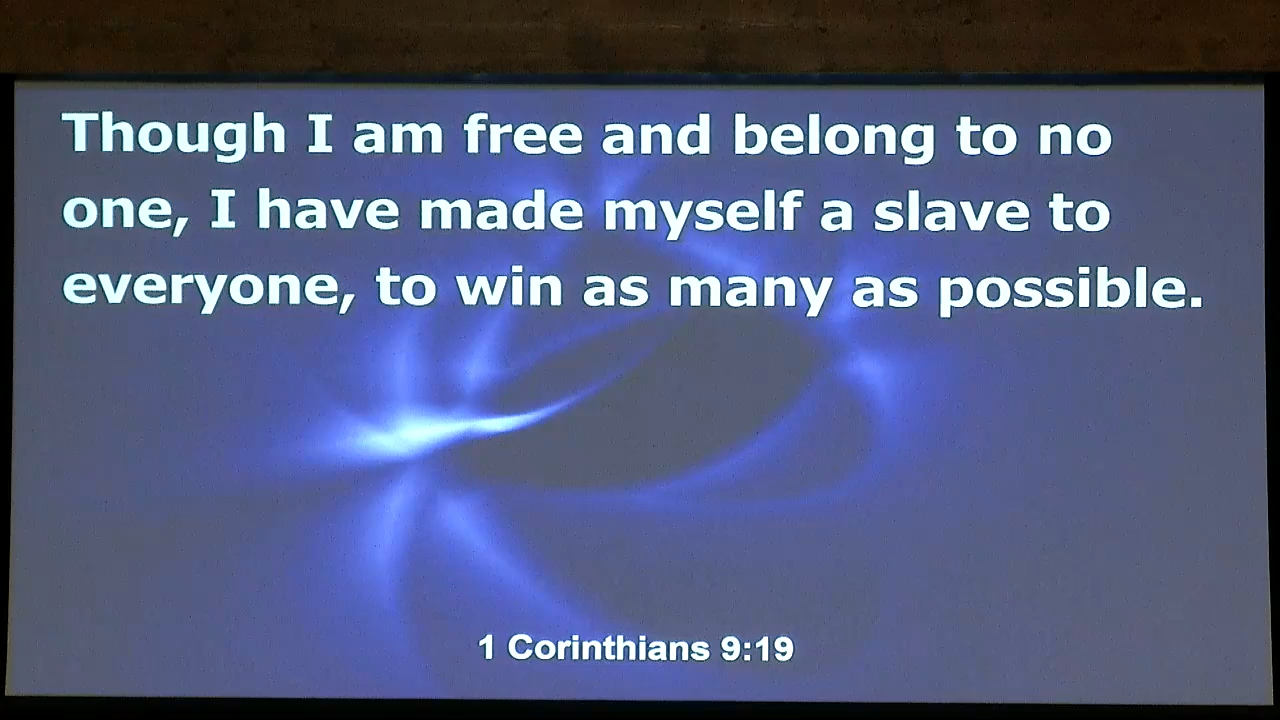 Though I am free and belong to no
one, I have made myself a slave to
everyone, to win as many as possible.
1 Corinthians 9:19